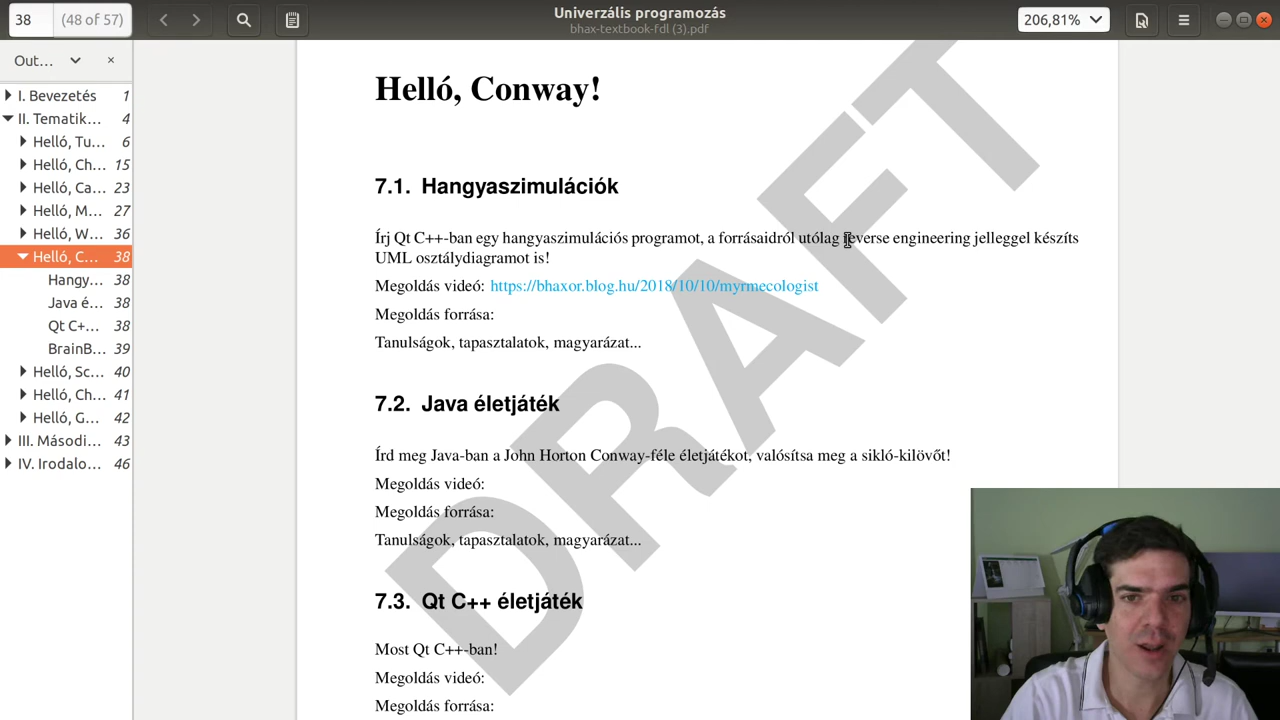 38
(48 of 57)
Univerzális programozás
bhax-textbook-fdl (3).pdf
206,81%
Out...
I. Bevezetés 1
II. Tematik... 4
Helló, Tu... 6
Helló, Ch... 15
Helló, Ca... 23
Helló, M... 27
Helló, W... 36
Helló, C... 38
Hangy... 38
Java é... 38
Qt C+... 38
BrainB... 39
Helló, Sc... 40
Helló, Ch... 41
Helló, G... 42
III. Másodi... 43
IV. Irodalo... 46
DRAFT
Helló, Conway!
7.1. Hangyaszimulációk
Írj Qt C++-ban egy hangyaszimulációs programot, a forrásaidról utólag reverse engineering jelleggel készíts
UML osztálydiagramot is!
Megoldás videó: https://bhaxor.blog.hu/2018/10/10/myrmecologist
Megoldás forrása:
Tanulságok, tapasztalatok, magyarázat...
7.2. Java életjáték
Írd meg Java-ban a John Horton Conway-féle életjátékot, valósítsa meg a sikló-kilövőt!
Megoldás videó:
Megoldás forrása:
Tanulságok, tapasztalatok, magyarázat...
7.3. Qt C++ életjáték
Most Qt C++-ban!
Megoldás videó:
Megoldás forrása: